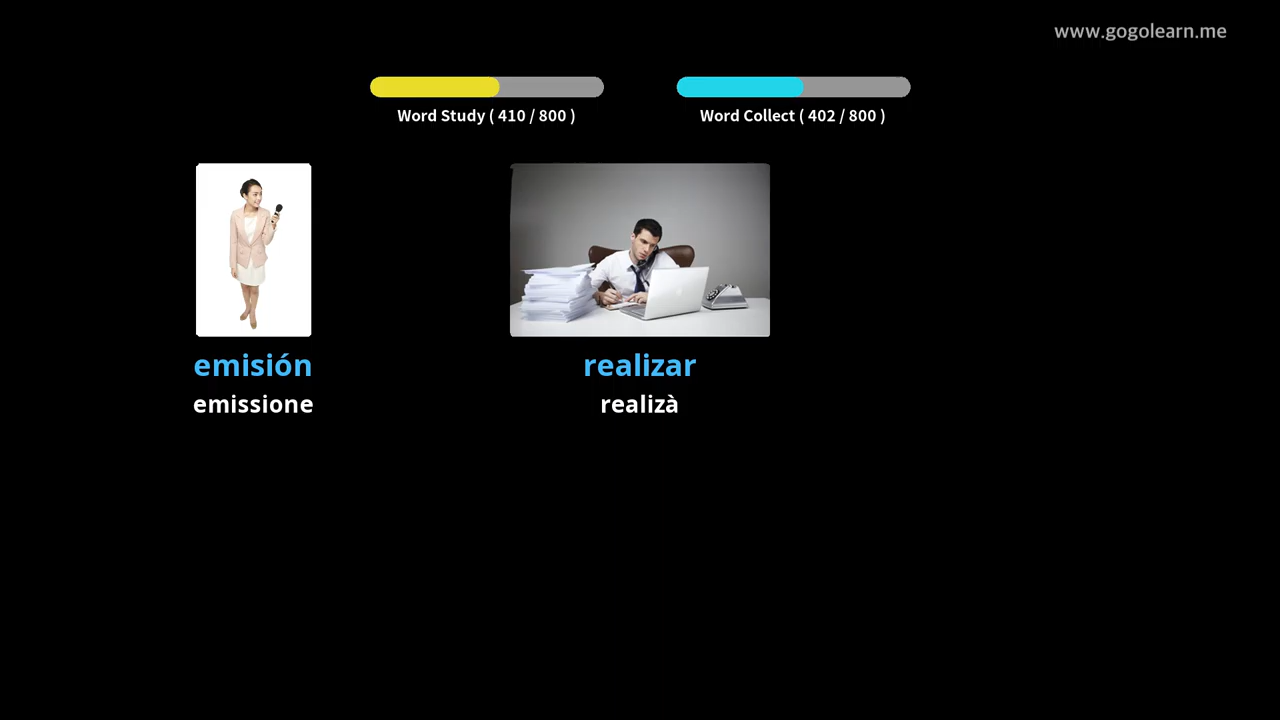 www.gogolearn.me
Word Study ( 410 / 800 )
Word Collect ( 402 / 800 )
emisión
emissione
realizar
realizà